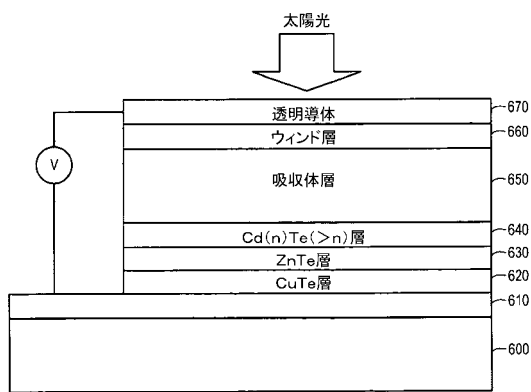 太陽光
透明導体
670
ウィンド層
660
V
吸収体層
650
Cd(n)Te(>n)層
640
ZnTe層
630
CuTe層
620
610
600